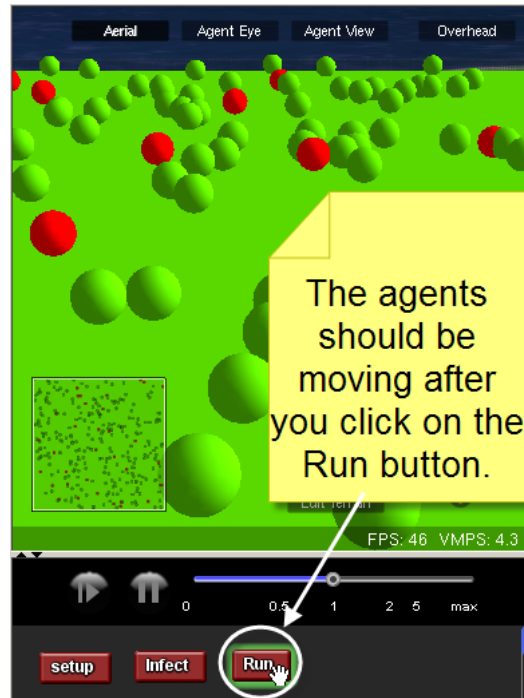 Aerial Agent Eye Agent View Overhead
The agents
should be
moving after
you click on the
Run button.
Edit Terrain
FPS: 46 VMPS: 4.3
0 0.5 1 2 5 max
setup Infect Run